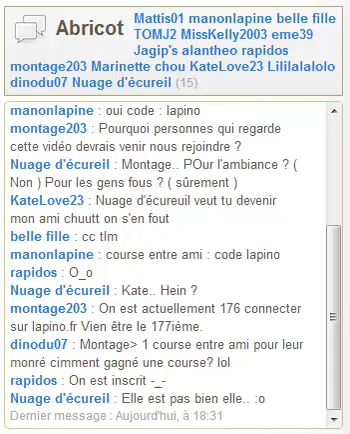 Abricot
Mattis01 manonlapine belle fille
TOMJ2 MissKelly2003 eme39
Jagip's alantheo rapidos
montage203 Marinette chou KateLove23 Lililalalolo
dinodu07 Nuage d'écureil (15)
manonlapine : oui code : lapino
montage203 : Pourquoi personnes qui regarde
cette vidéo devrais venir nous rejoindre ?
Nuage d'écureil : Montage.. POur l'ambiance ? (
Non ) Pour les gens fous ? ( sûrement )
KateLove23 : Nuage d'écureuil veut tu devenir
mon ami chuutt on s'en fout
belle fille : cc tlm
manonlapine : course entre ami : code lapino
rapidos : O_o
Nuage d'écureil : Kate.. Hein ?
montage203 : On est actuellement 176 connecter
sur lapino.fr Vien être le 177ième.
dinodu07 : Montage> 1 course entre ami pour leur
monré cimment gagné une course? lol
rapidos : On est inscrit -_-
Nuage d'écureil : Elle est pas bien elle.. :o
Dernier message : Aujourd'hui, à 18:31